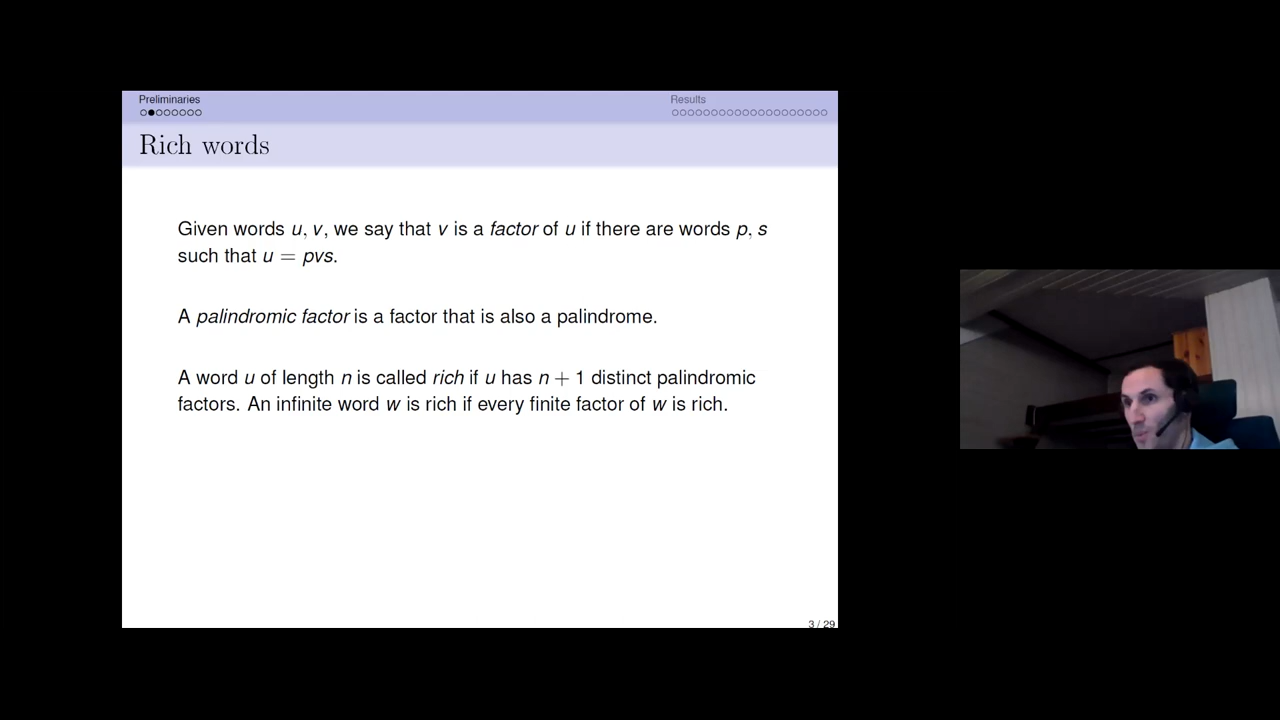 Preliminaries
Results
Rich words
Given words u, v, we say that v is a factor of u if there are words p, s
such that u = pvs.
A palindromic factor is a factor that is also a palindrome.
A word u of length n is called rich if u has n + 1 distinct palindromic
factors. An infinite word w is rich if every finite factor of w is rich.
3 / 29